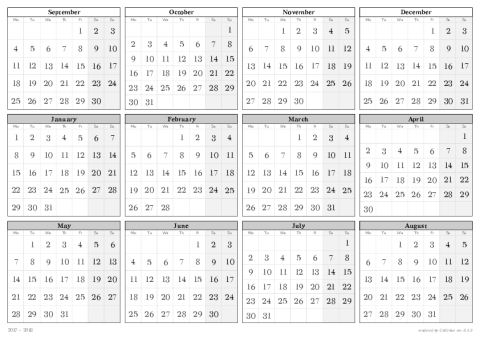 September
Mo Tu We Th Fr Sa Su
1 2 3
4 5 6 7 8 9 10
11 12 13 14 15 16 17
18 19 20 21 22 23 24
25 26 27 28 29 30
October
Mo Tu We Th Fr Sa Su
1
2 3 4 5 6 7 8
9 10 11 12 13 14 15
16 17 18 19 20 21 22
23 24 25 26 27 28 29
30 31
November
Mo Tu We Th Fr Sa Su
1 2 3 4 5
6 7 8 9 10 11 12
13 14 15 16 17 18 19
20 21 22 23 24 25 26
27 28 29 30
December
Mo Tu We Th Fr Sa Su
1 2 3
4 5 6 7 8 9 10
11 12 13 14 15 16 17
18 19 20 21 22 23 24
25 26 27 28 29 30 31
January
Mo Tu We Th Fr Sa Su
1 2 3 4 5 6 7
8 9 10 11 12 13 14
15 16 17 18 19 20 21
22 23 24 25 26 27 28
29 30 31
February
Mo Tu We Th Fr Sa Su
1 2 3 4
5 6 7 8 9 10 11
12 13 14 15 16 17 18
19 20 21 22 23 24 25
26 27 28
March
Mo Tu We Th Fr Sa Su
1 2 3 4
5 6 7 8 9 10 11
12 13 14 15 16 17 18
19 20 21 22 23 24 25
26 27 28 29 30 31
April
Mo Tu We Th Fr Sa Su
1
2 3 4 5 6 7 8
9 10 11 12 13 14 15
16 17 18 19 20 21 22
23 24 25 26 27 28 29
30
May
Mo Tu We Th Fr Sa Su
1 2 3 4 5 6
7 8 9 10 11 12 13
14 15 16 17 18 19 20
21 22 23 24 25 26 27
28 29 30 31
June
Mo Tu We Th Fr Sa Su
1 2 3
4 5 6 7 8 9 10
11 12 13 14 15 16 17
18 19 20 21 22 23 24
25 26 27 28 29 30
July
Mo Tu We Th Fr Sa Su
1
2 3 4 5 6 7 8
9 10 11 12 13 14 15
16 17 18 19 20 21 22
23 24 25 26 27 28 29
30 31
August
Mo Tu We Th Fr Sa Su
1 2 3 4 5
6 7 8 9 10 11 12
13 14 15 16 17 18 19
20 21 22 23 24 25 26
27 28 29 30 31
2017 - 2018